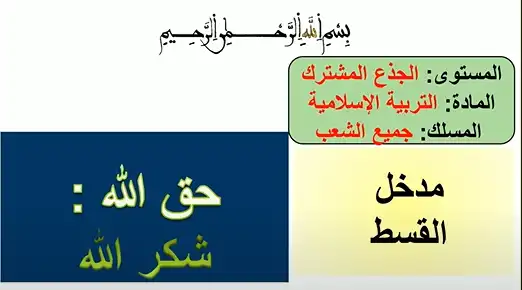 بسم الله الرحمن الرحيم
المستوى: الجذع المشترك
المادة: التربية الإسلامية
المسلك: جميع الشعب
مدخل
القسط
حق الله :
شكر الله